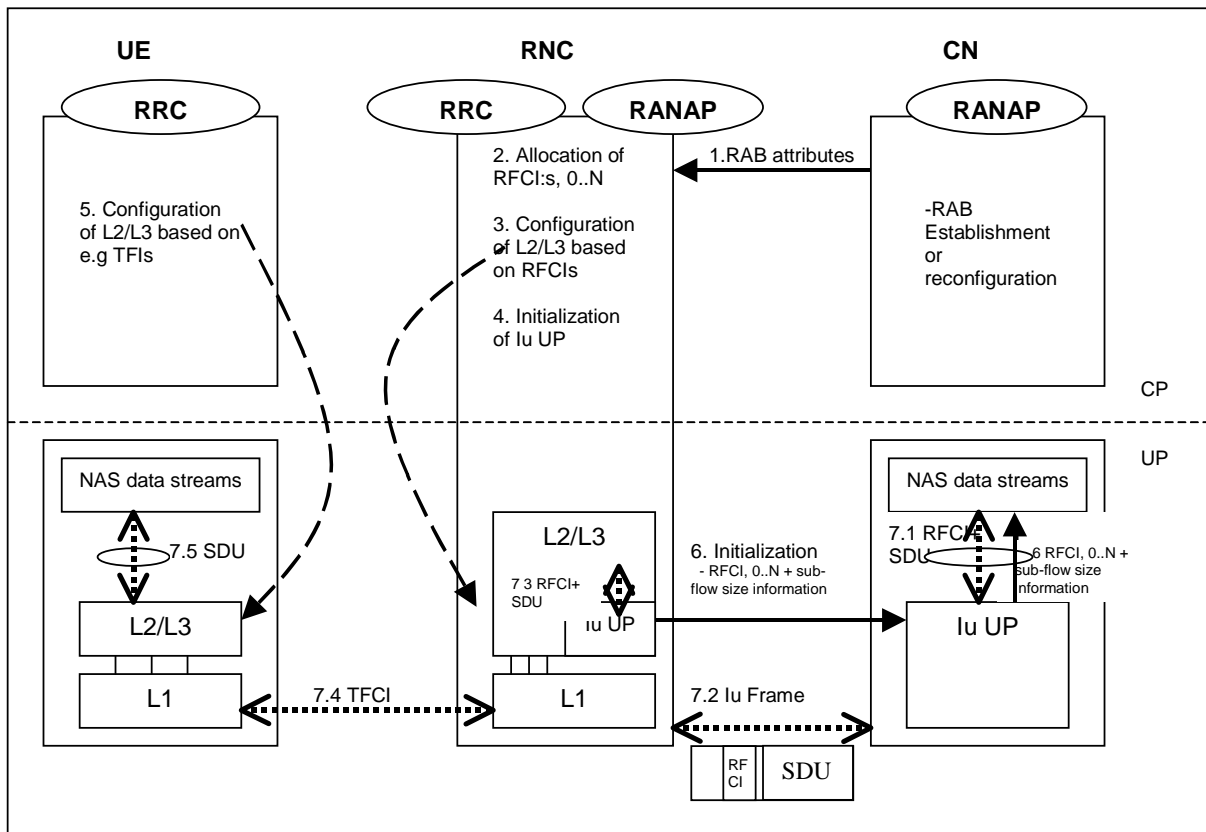 UE
RNC
CN
RRC
RRC
RANAP
RANAP
5. Configuration
of L2/L3 based on
e.g TFIs
2. Allocation of
RFCI:s, 0..N
3. Configuration
of L2/L3 based
on RFCIs
4. Initialization
of Iu UP
1.RAB attributes
-RAB
Establishment
or
reconfiguration
CP
UP
NAS data streams
7.5 SDU
L2/L3
L1
7.4 TFCI
L2/L3
7 3 RFCI+
SDU
Iu UP
L1
6. Initialization
- RFCI, 0..N + sub-
flow size information
7.2 Iu Frame
RF
CI
SDU
NAS data streams
7.1 RFCI+
SDU
6 RFCI, 0..N +
sub-flow size
nformation
Iu UP